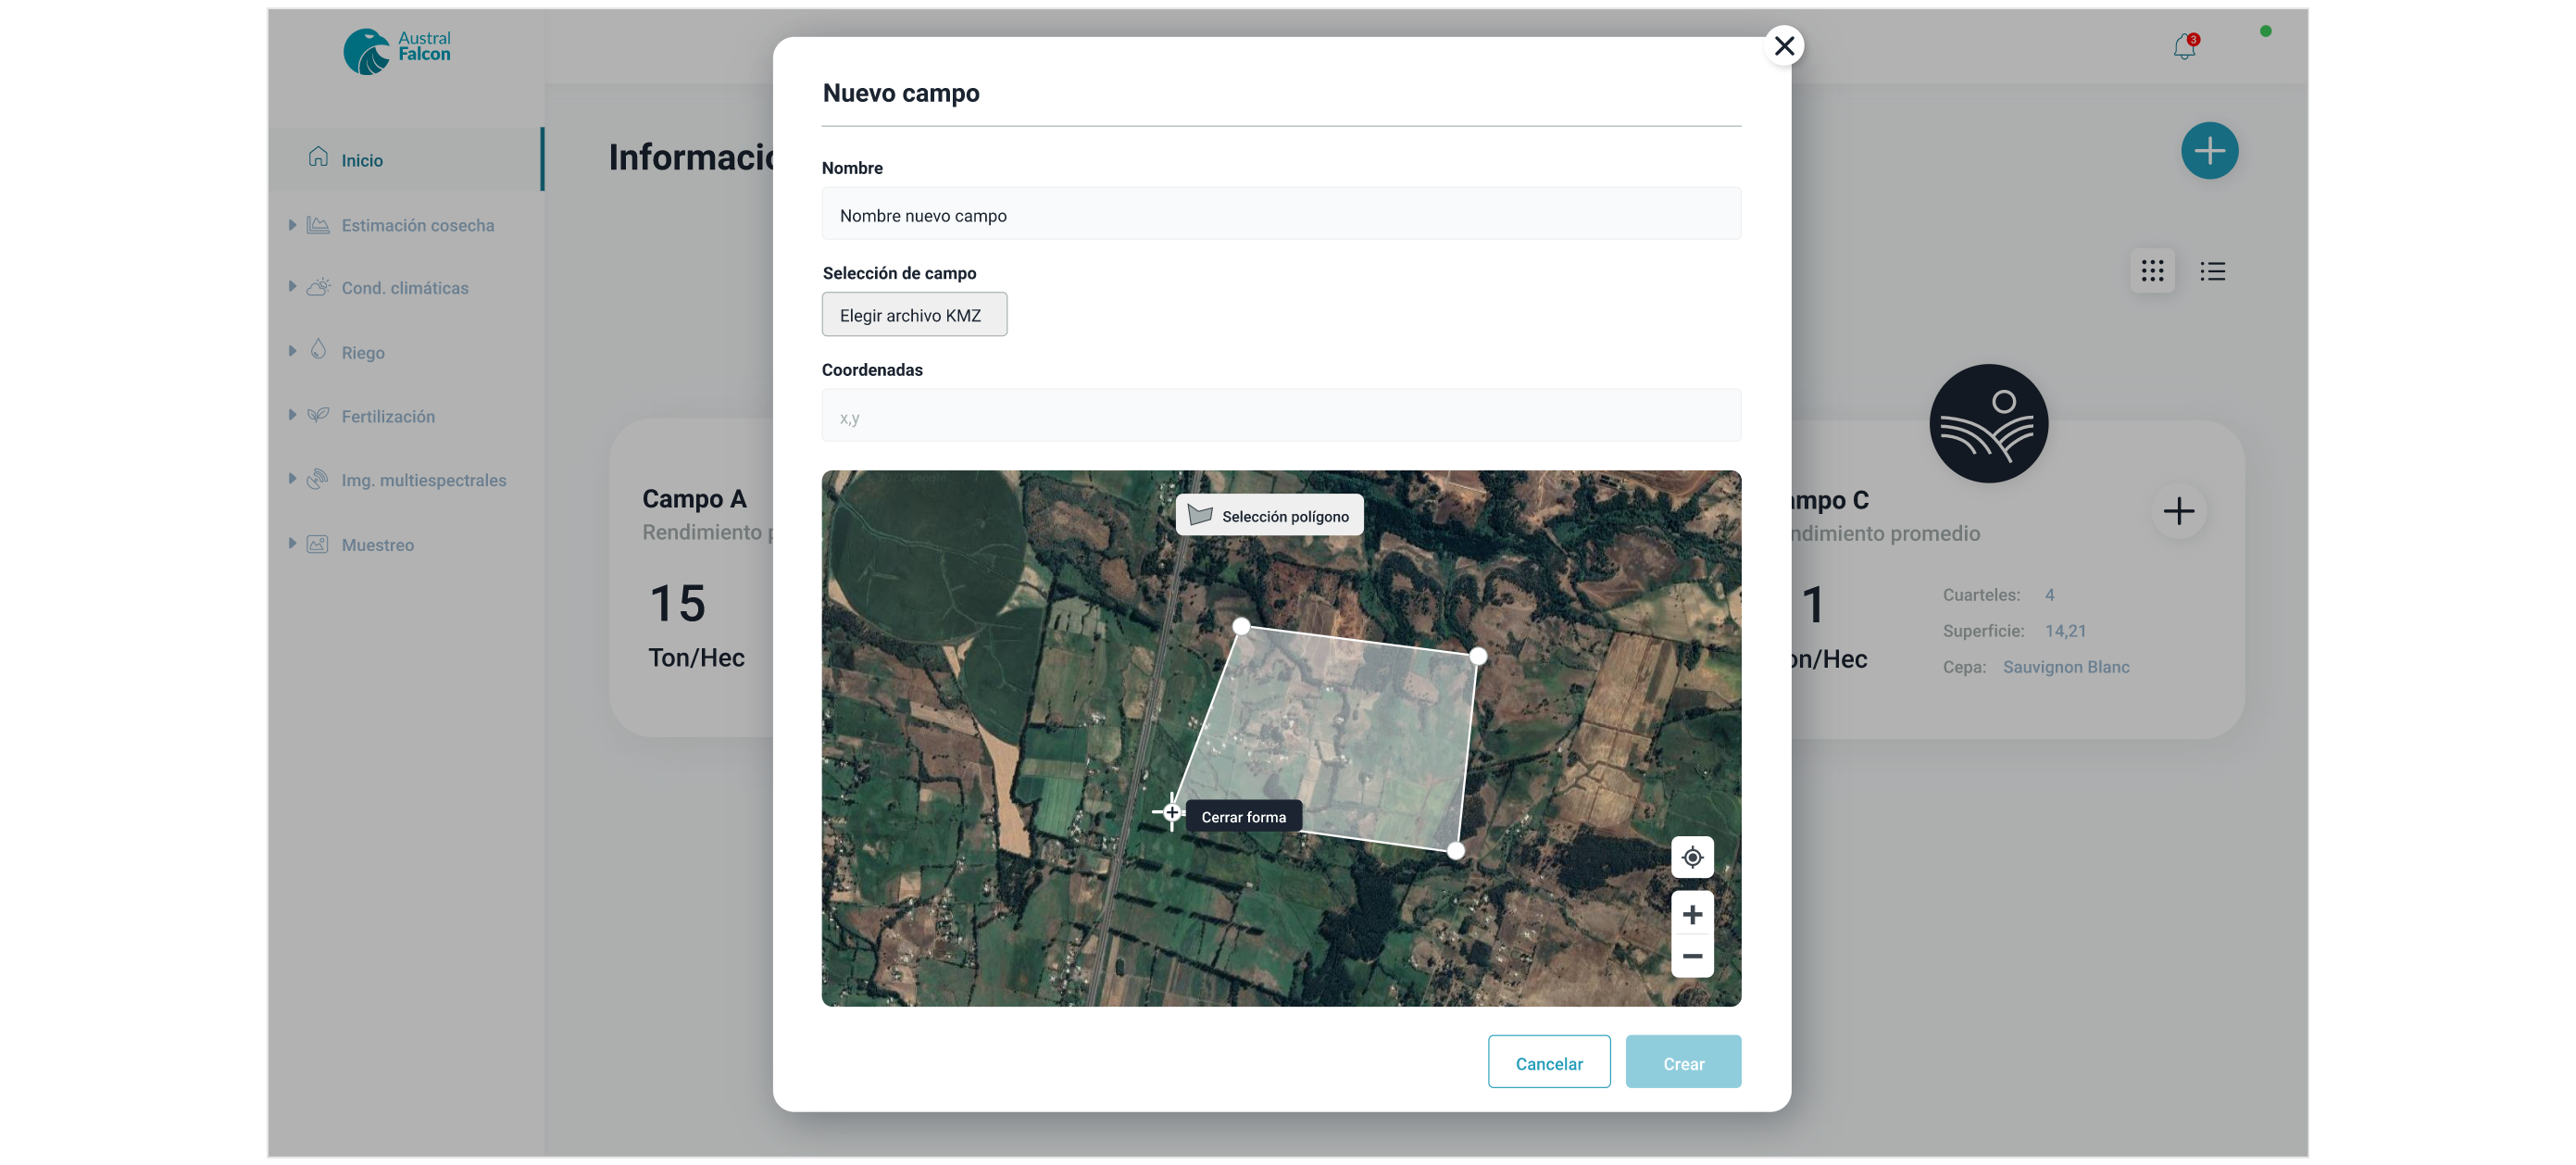 Austral
Falcon
3
Inicio
Estimación cosecha
Cond. climáticas
Riego
Fertilización
Img. multiespectrales
Muestreo
Informació
Campo A
Rendimiento p
15
Ton/Hec
Nuevo campo
Nombre
Nombre nuevo campo
Selección de campo
Elegir archivo KMZ
Coordenadas
x,y
Selección polígono
Cerrar forma
Cancelar
Crear
ampo C
ndimiento promedio
1
on/Hec
Cuarteles: 4
Superficie: 14,21
Cepa: Sauvignon Blanc